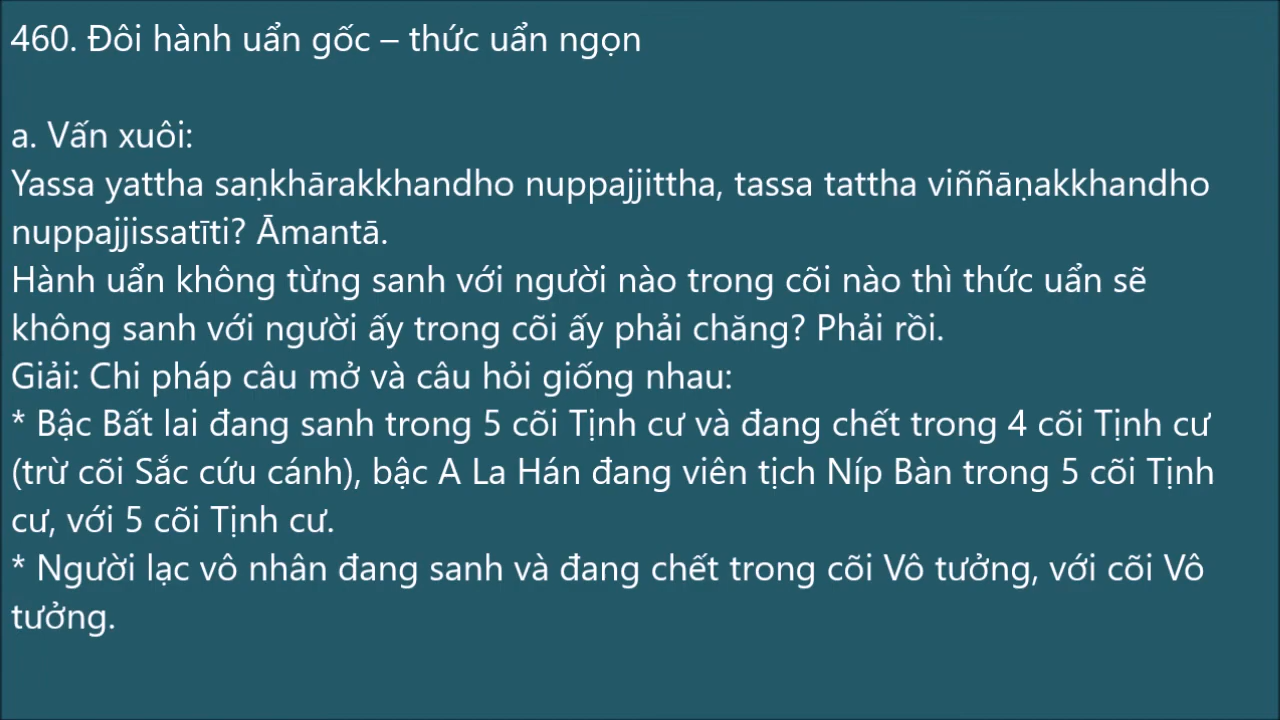 460. Đôi hành uẩn gốc – thức uẩn ngọn
a. Vấn xuôi:
Yassa yattha saṇkhārakkhandho nuppajjittha, tassa tattha viññāṇakkhandho
nuppajjissatīti? Āmantā.
Hành uẩn không từng sanh với người nào trong cõi nào thì thức uẩn sẽ
không sanh với người ấy trong cõi ấy phải chăng? Phải rồi.
Giải: Chi pháp câu mở và câu hỏi giống nhau:
* Bậc Bất lai đang sanh trong 5 cõi Tịnh cư và đang chết trong 4 cõi Tịnh cư
(trừ cõi Sắc cứu cánh), bậc A La Hán đang viên tịch Níp Bàn trong 5 cõi Tịnh
cư, với 5 cõi Tịnh cư.
* Người lạc vô nhân đang sanh và đang chết trong cõi Vô tưởng, với cõi Vô
tưởng.